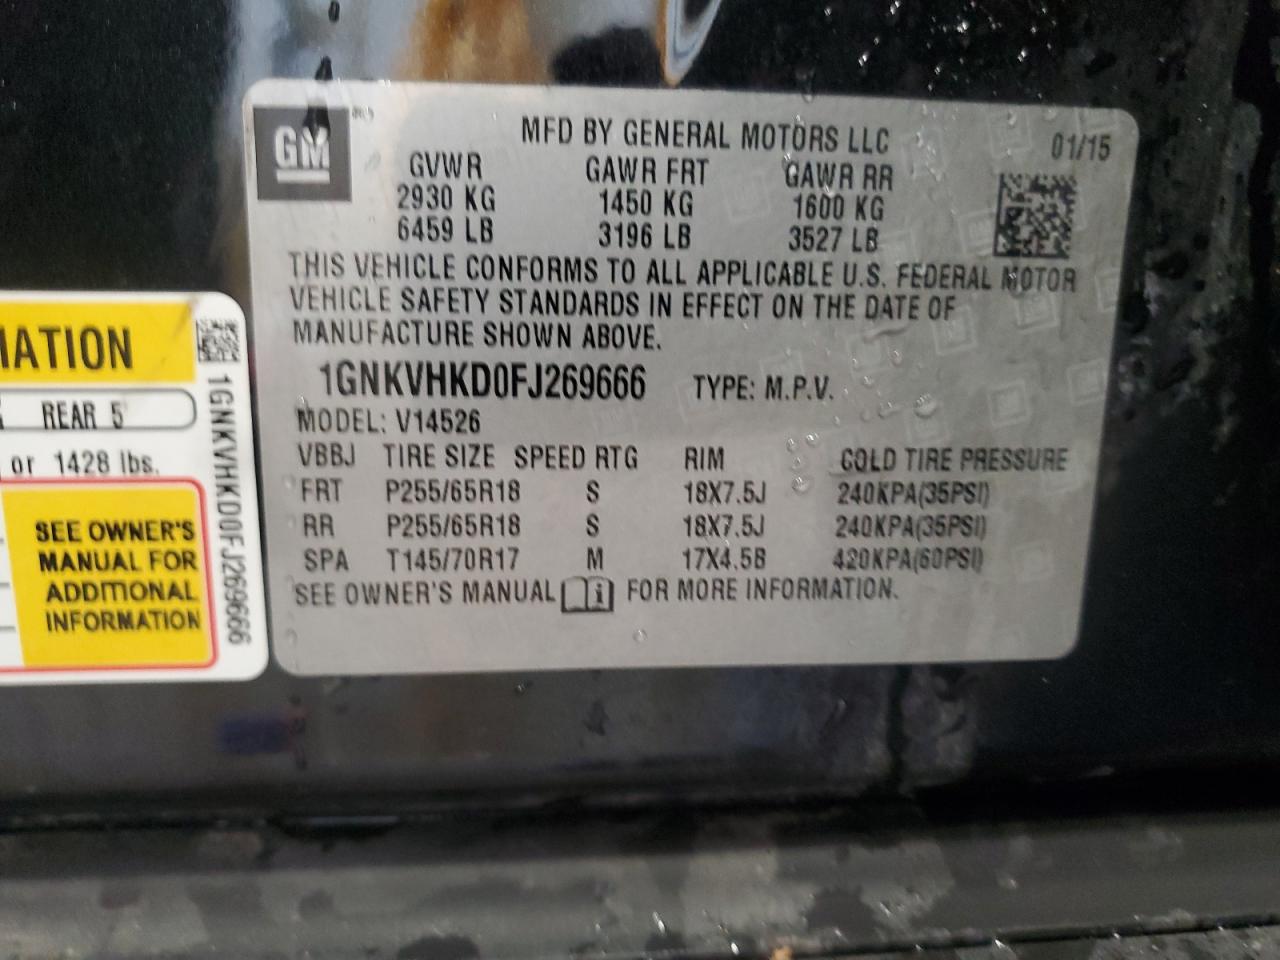 GM
MFD BY GENERAL MOTORS LLC 01/15
GVWR GAWR FRT GAWR RR
2930 KG 1450 KG 1600 KG
6459 LB 3196 LB 3527 LB
THIS VEHICLE CONFORMS TO ALL APPLICABLE U.S. FEDERAL MOTOR
VEHICLE SAFETY STANDARDS IN EFFECT ON THE DATE OF
MANUFACTURE SHOWN ABOVE.
1GNKVHKD0FJ269666 TYPE: M.P.V.
MODEL: V14526
VBBJ TIRE SIZE SPEED RTG RIM COLD TIRE PRESSURE
FRT P255/65R18 S 18X7.5J 240KPA(35PSI)
RR P255/65R18 S 18X7.5J 240KPA(35PSI)
SPA T145/70R17 M 17X4.5B 420KPA(60PSI)
SEE OWNER'S MANUAL FOR MORE INFORMATION.
IATION
REAR 5
or 1428 lbs.
SEE OWNER'S
MANUAL FOR
ADDITIONAL
INFORMATION
1GNKVHKD0FJ269666